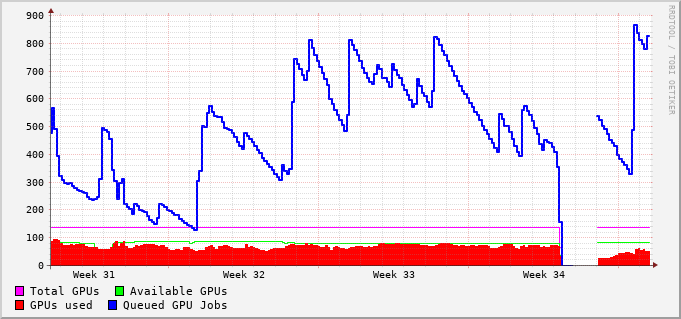 900
800
700
600
500
400
300
200
100
0
Week 31 Week 32 Week 33 Week 34
Total GPUs Available GPUs
GPUs used Queued GPU Jobs
RRDTOOL / TOBI OETIKER